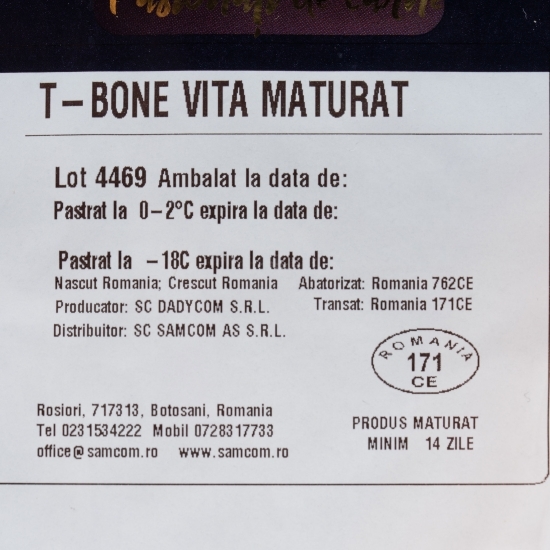 T-BONE VITA MATURAT
Lot 4469 Ambalat la data de:
Pastrat la 0-2°C expira la data de:
Pastrat la -18C expira la data de:
Nascut Romania; Crescut Romania Abatorizat: Romania 762CE
Producator: SC DADYCOM S.R.L. Transat: Romania 171CE
Distribuitor: SC SAMCOM AS S.R.L.
ROMANIA
171
CE
Rosiori, 717313, Botosani, Romania
Tel 0231534222 Mobil 0728317733
office@samcom.ro www.samcom.ro
PRODUS MATURAT
MINIM 14 ZILE